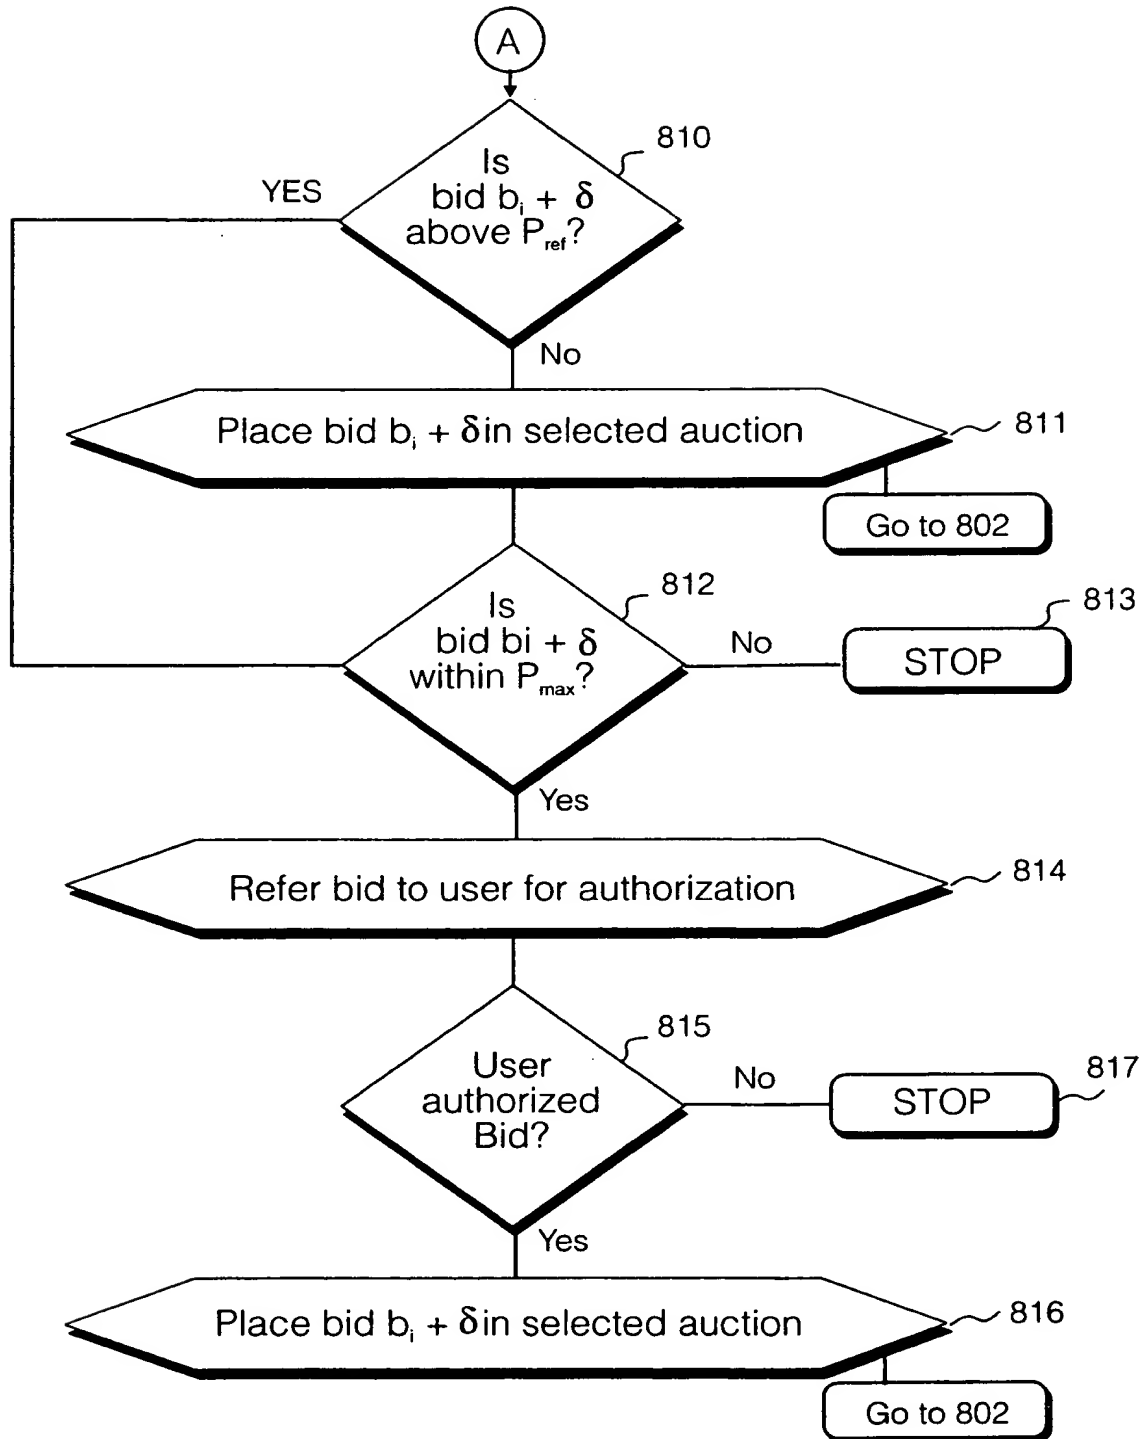 A
810
Is
bid bᵢ + δ
above P_ref?
YES
No
Place bid bᵢ + δ in selected auction
811
Go to 802
812
Is
bid bi + δ
within P_max?
No
813
STOP
Yes
Refer bid to user for authorization
814
815
User
authorized
Bid?
No
817
STOP
Yes
Place bid bᵢ + δ in selected auction
816
Go to 802